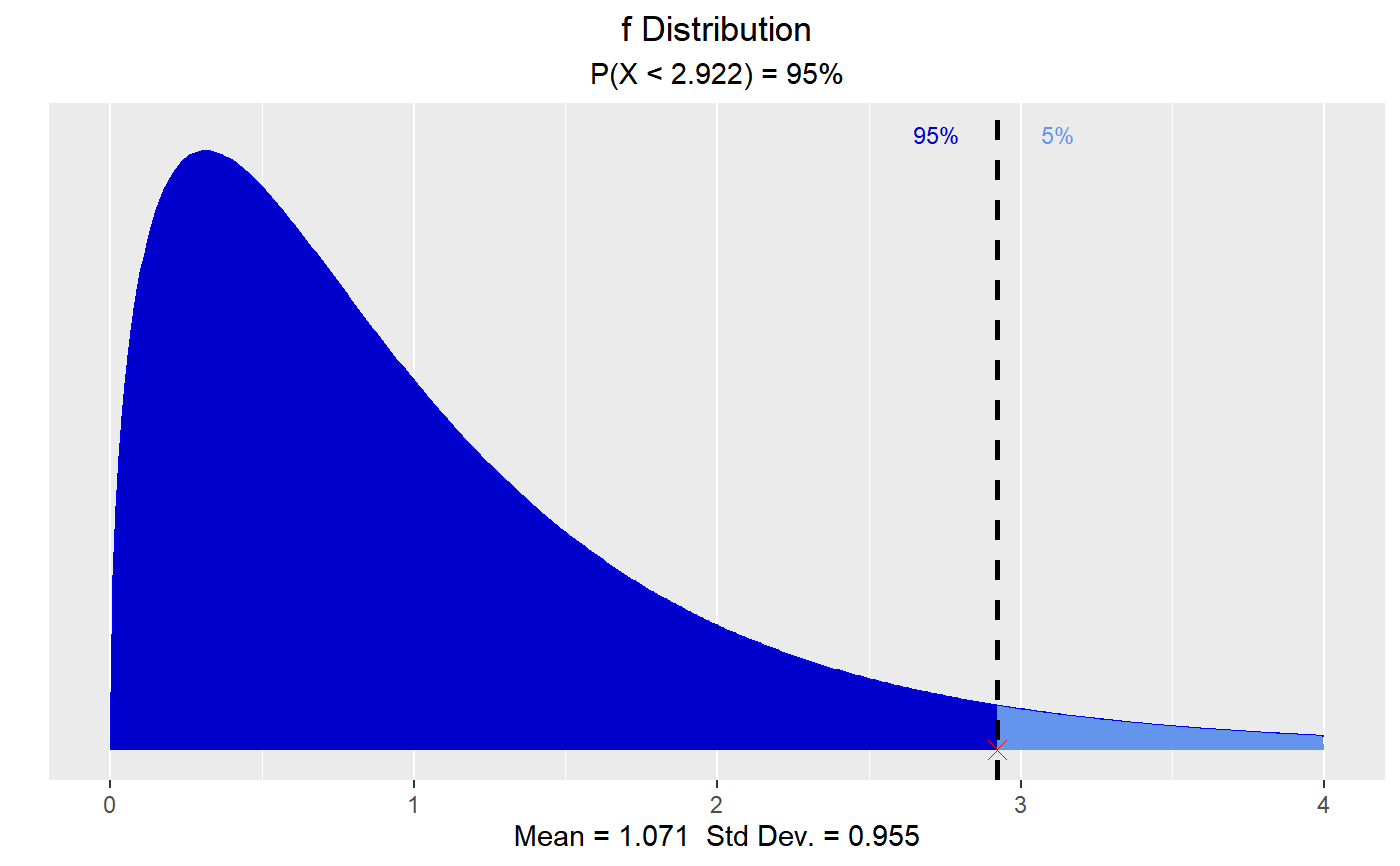 f Distribution
P(X < 2.922) = 95%
95% 5%
0 1 2 3 4
Mean = 1.071  Std Dev. = 0.955